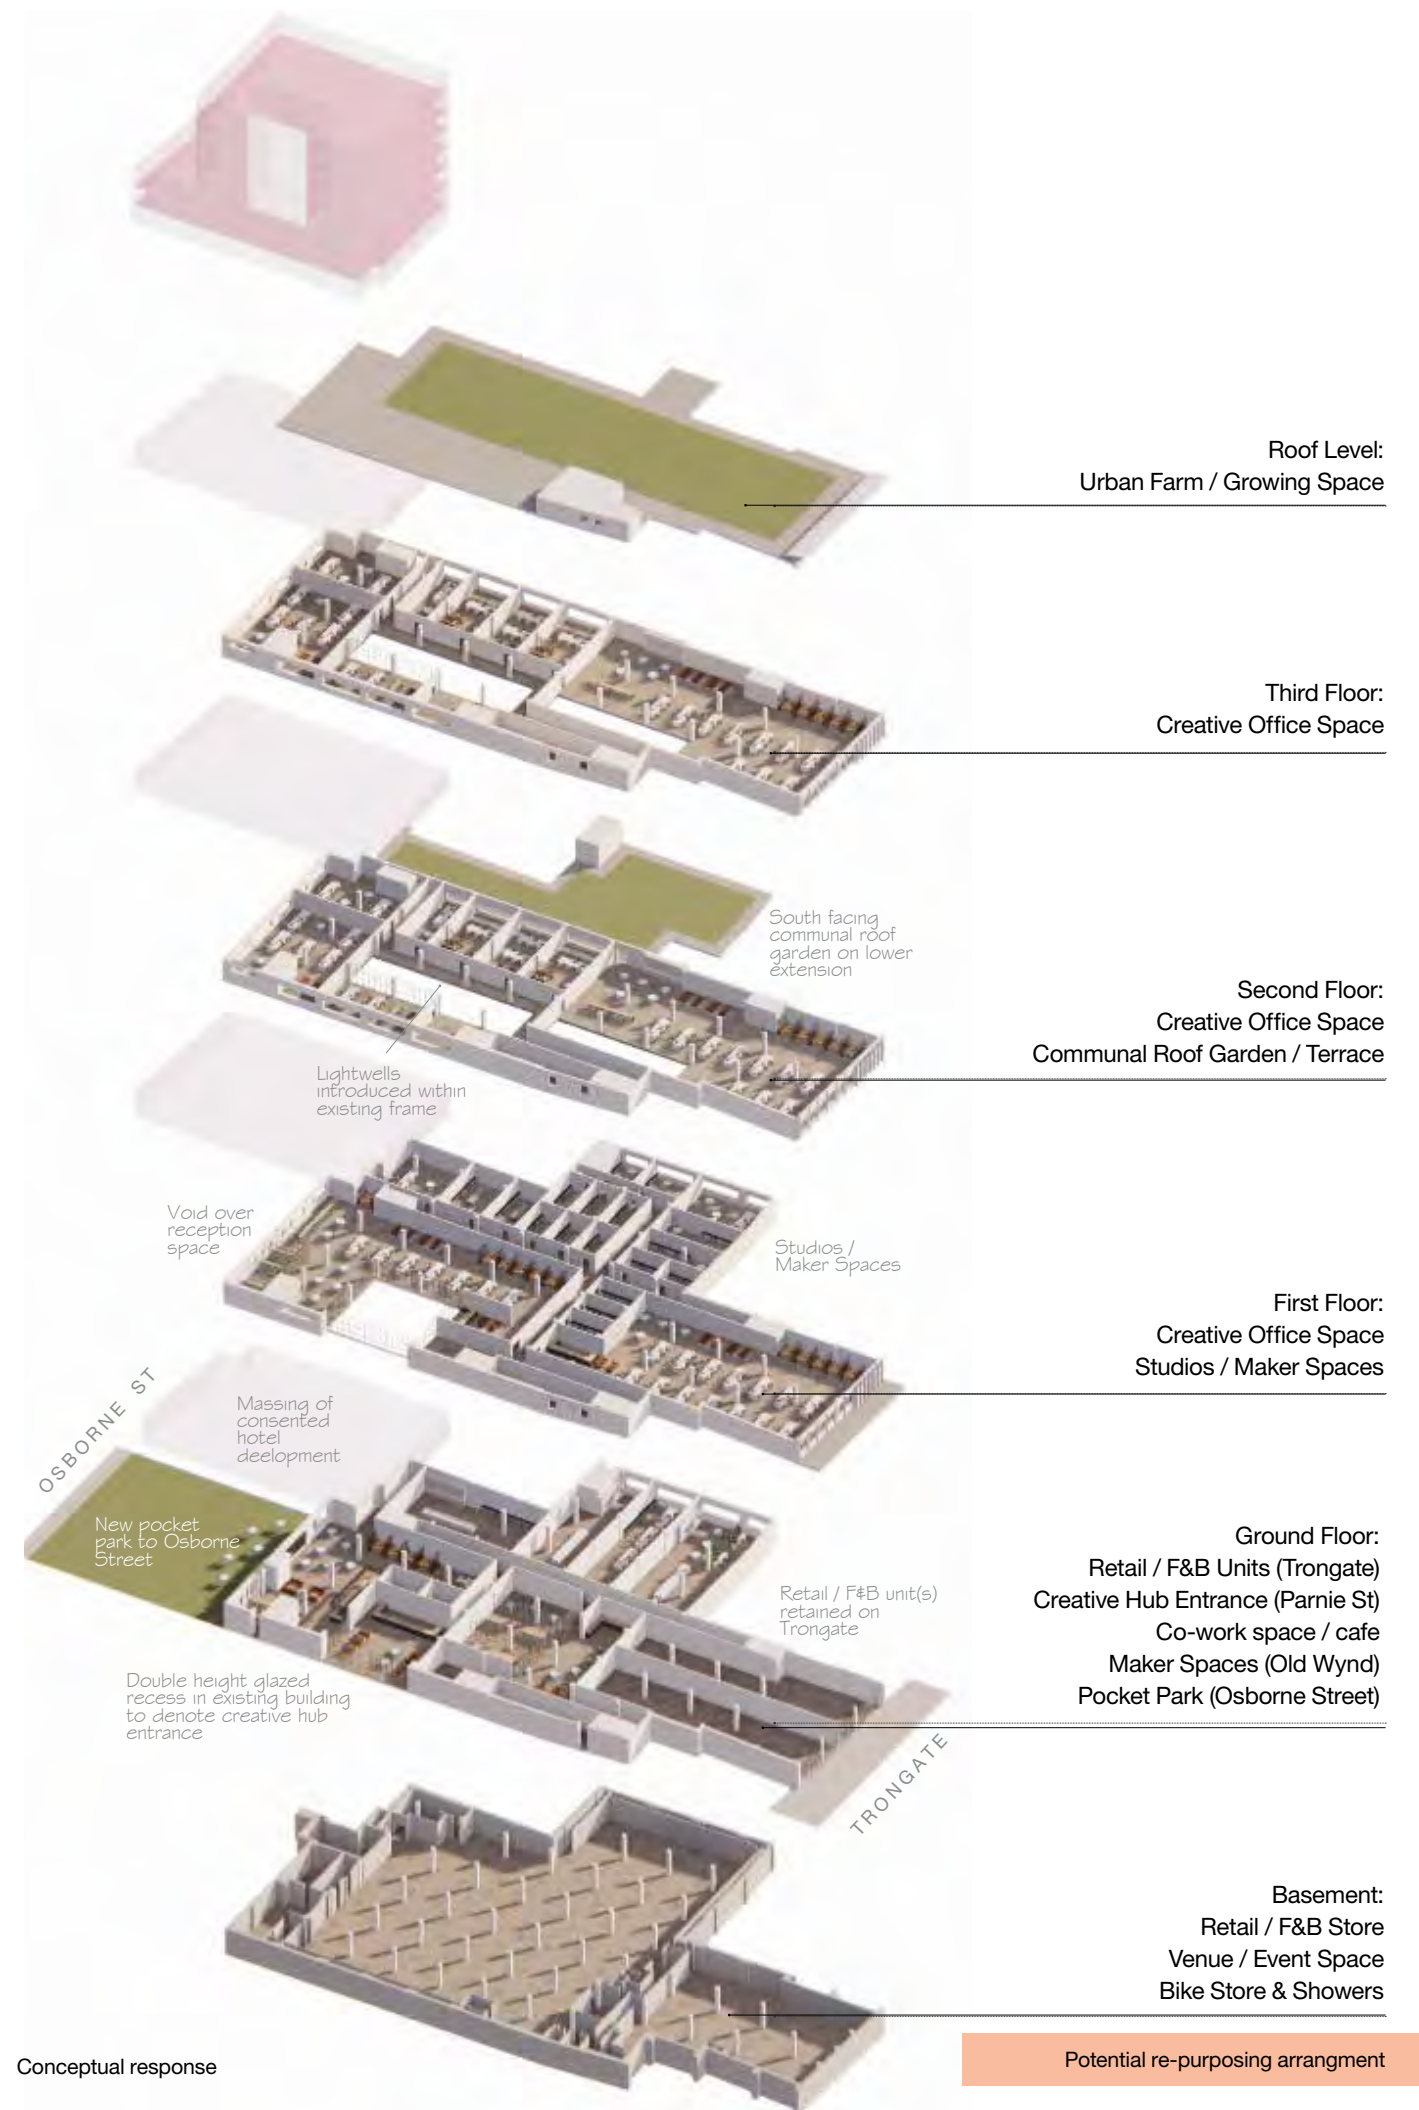 Roof Level:
Urban Farm / Growing Space
Third Floor:
Creative Office Space
South facing
communal roof
garden on lower
extension
Second Floor:
Creative Office Space
Communal Roof Garden / Terrace
Lightwells
introduced within
existing frame
Void over
reception
space
Studios /
Maker Spaces
First Floor:
Creative Office Space
Studios / Maker Spaces
OSBORNE ST
Massing of
consented
hotel
deelopment
New pocket
park to Osborne
Street
Retail / F&B unit(s)
retained on
Trongate
Ground Floor:
Retail / F&B Units (Trongate)
Creative Hub Entrance (Parnie St)
Co-work space / cafe
Maker Spaces (Old Wynd)
Pocket Park (Osborne Street)
Double height glazed
recess in existing building
to denote creative hub
entrance
TRONGATE
Basement:
Retail / F&B Store
Venue / Event Space
Bike Store & Showers
Conceptual response
Potential re-purposing arrangment